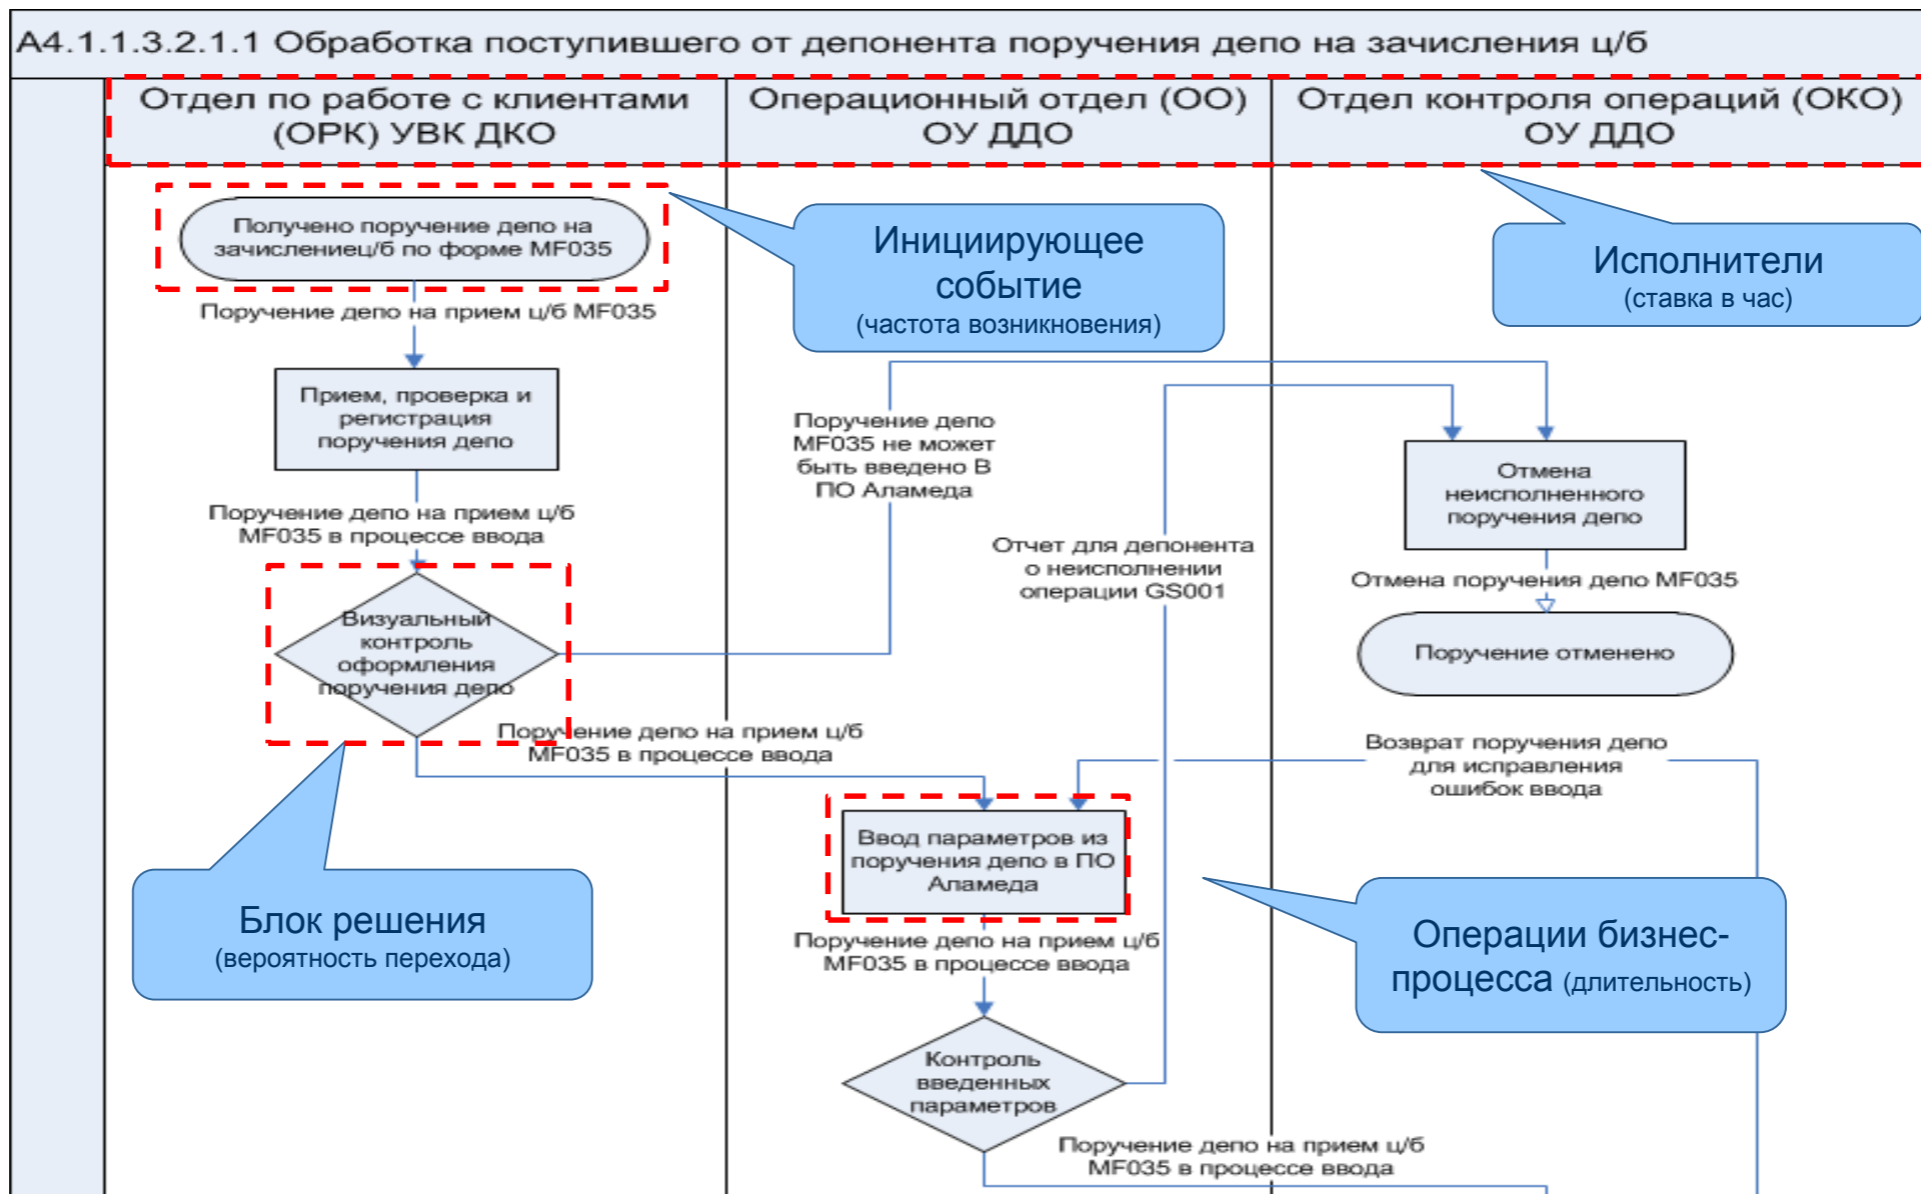 А4.1.1.3.2.1.1 Обработка поступившего от депонента поручения депо на зачисления ц/б
Отдел по работе с клиентами
(ОРК) УВК ДКО
Операционный отдел (ОО)
ОУ ДДО
Отдел контроля операций (ОКО)
ОУ ДДО
Получено поручение депо на
зачислениец/б по форме MF035
Инициирующее
событие
(частота возникновения)
Исполнители
(ставка в час)
Поручение депо на прием ц/б MF035
Прием, проверка и
регистрация
поручения депо
Поручение депо
MF035 не может
быть введено В
ПО Аламеда
Отмена
неисполненного
поручения депо
Поручение депо на прием ц/б
MF035 в процессе ввода
Отчет для депонента
о неисполнении
операции GS001
Отмена поручения депо MF035
Визуальный
контроль
оформления
поручения депо
Поручение отменено
Поручение депо на прием ц/б
MF035 в процессе ввода
Возврат поручения депо
для исправления
ошибок ввода
Ввод параметров из
поручения депо в ПО
Аламеда
Блок решения
(вероятность перехода)
Операции бизнес-
процесса (длительность)
Поручение депо на прием ц/б
MF035 в процессе ввода
Контроль
введенных
параметров
Поручение депо на прием ц/б
MF035 в процессе ввода